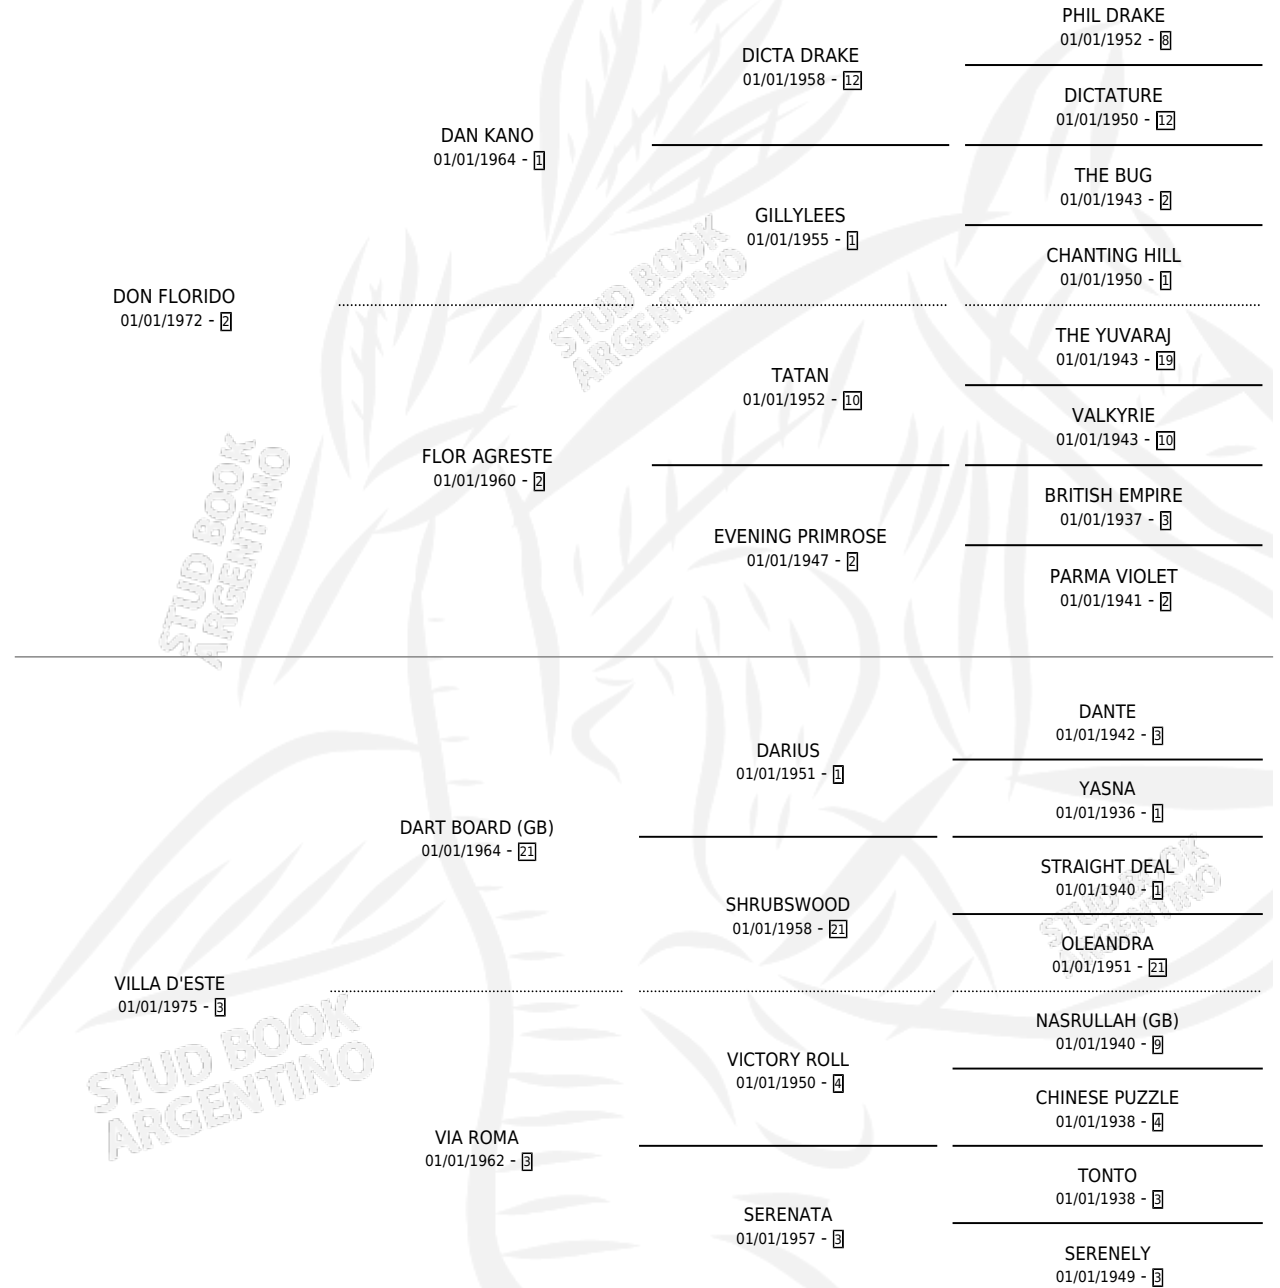 PHIL DRAKE
01/01/1952 - 8
DICTA DRAKE
01/01/1958 - 12
DICTATURE
01/01/1950 - 12
DAN KANO
01/01/1964 - 1
THE BUG
01/01/1943 - 2
GILLYLEES
01/01/1955 - 1
CHANTING HILL
01/01/1950 - 1
DON FLORIDO
01/01/1972 - 2
THE YUVARAJ
01/01/1943 - 19
TATAN
01/01/1952 - 10
VALKYRIE
01/01/1943 - 10
FLOR AGRESTE
01/01/1960 - 2
BRITISH EMPIRE
01/01/1937 - 3
EVENING PRIMROSE
01/01/1947 - 2
PARMA VIOLET
01/01/1941 - 2
DANTE
01/01/1942 - 3
DARIUS
01/01/1951 - 1
YASNA
01/01/1936 - 1
DART BOARD (GB)
01/01/1964 - 21
STRAIGHT DEAL
01/01/1940 - 1
SHRUBSWOOD
01/01/1958 - 21
OLEANDRA
01/01/1951 - 21
VILLA D'ESTE
01/01/1975 - 3
NASRULLAH (GB)
01/01/1940 - 9
VICTORY ROLL
01/01/1950 - 4
CHINESE PUZZLE
01/01/1938 - 4
VIA ROMA
01/01/1962 - 3
TONTO
01/01/1938 - 3
SERENATA
01/01/1957 - 3
SERENELY
01/01/1949 - 3
STUD BOOK
ARGENTINO
STUD BOOK
ARGENTINO
STUD BOOK
ARGENTINO
STUD BOOK
ARGENTINO